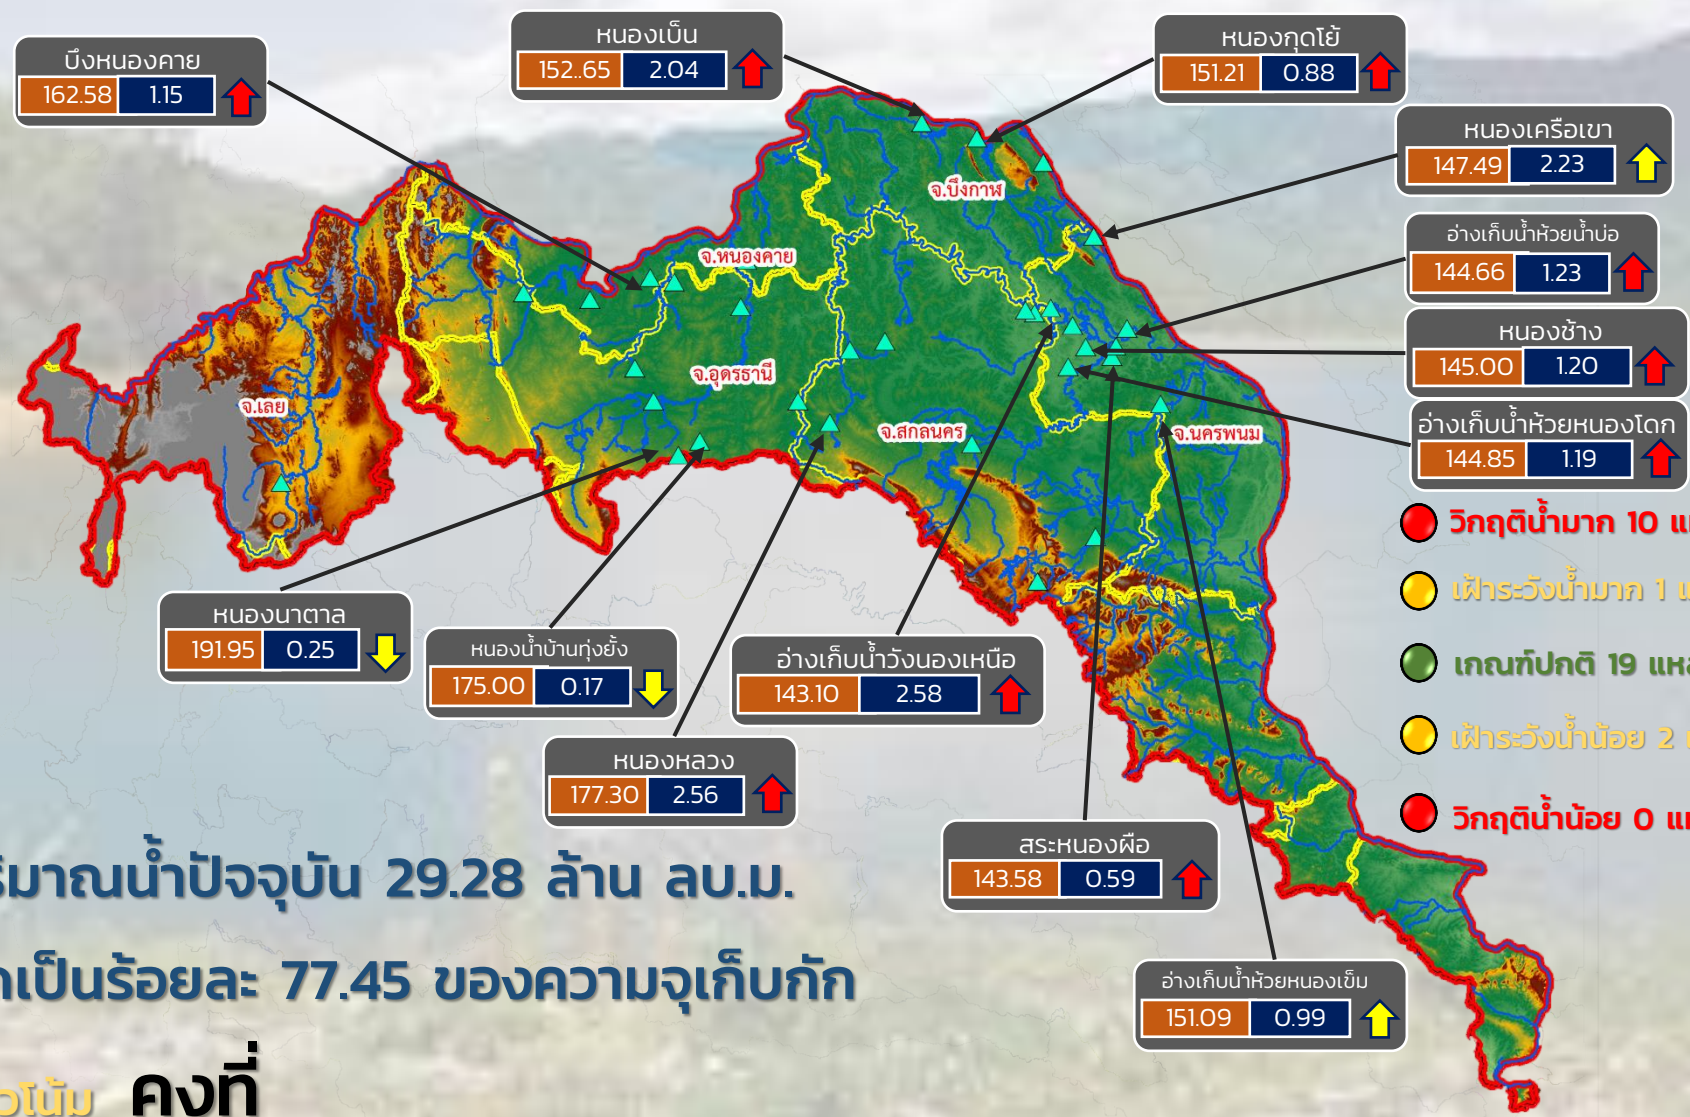 บึงหนองคาย
162.58 1.15
หนองเบ็น
152..65 2.04
หนองกุดโย้
151.21 0.88
หนองเครือเขา
147.49 2.23
อ่างเก็บน้ำห้วยน้ำบ่อ
144.66 1.23
หนองช้าง
145.00 1.20
อ่างเก็บน้ำห้วยหนองโดก
144.85 1.19
จ.บึงกาฬ
จ.หนองคาย
จ.อุดรธานี
จ.เลย
จ.สกลนคร
จ.นครพนม
วิกฤติน้ำมาก 10
เฝ้าระวังน้ำมาก 1
เกณฑ์ปกติ 19
เฝ้าระวังน้ำน้อย 2
วิกฤติน้ำน้อย 0
หนองนาตาล
191.95 0.25
หนองน้ำบ้านทุ่งยั้ง
175.00 0.17
อ่างเก็บน้ำวังนองเหนือ
143.10 2.58
หนองหลวง
177.30 2.56
สระหนองผือ
143.58 0.59
อ่างเก็บน้ำห้วยหนองเข็ม
151.09 0.99
ริมาณน้ำปัจจุบัน 29.28 ล้าน ลบ.ม.
เป็นร้อยละ 77.45 ของความจุเก็บกัก
วโน้ม คงที่